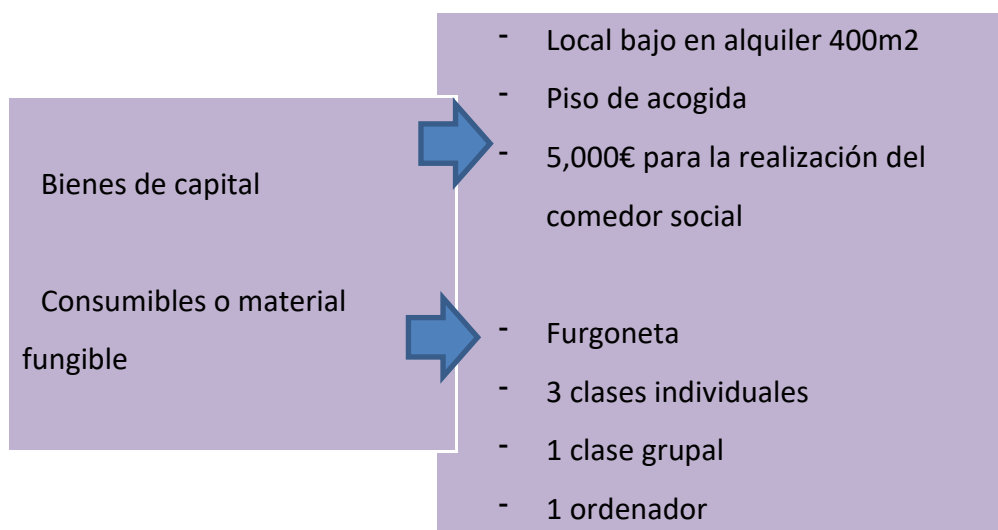 Bienes de capital
Consumibles o material
fungible
- Local bajo en alquiler 400m2
- Piso de acogida
- 5,000€ para la realización del
comedor social
- Furgoneta
- 3 clases individuales
- 1 clase grupal
- 1 ordenador